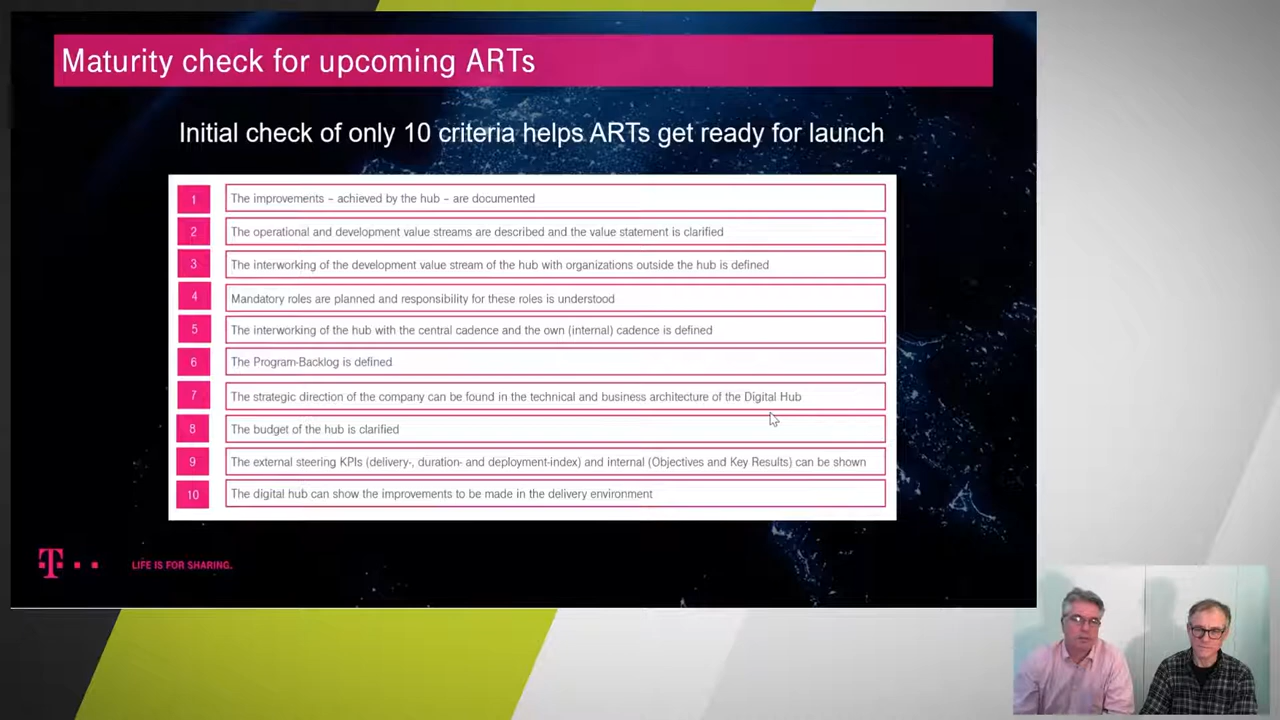 Maturity check for upcoming ARTs
Initial check of only 10 criteria helps ARTs get ready for launch
1 The improvements – achieved by the hub – are documented
2 The operational and development value streams are described and the value statement is clarified
3 The interworking of the development value stream of the hub with organizations outside the hub is defined
4 Mandatory roles are planned and responsibility for these roles is understood
5 The interworking of the hub with the central cadence and the own (internal) cadence is defined
6 The Program-Backlog is defined
7 The strategic direction of the company can be found in the technical and business architecture of the Digital Hub
8 The budget of the hub is clarified
9 The external steering KPIs (delivery-, duration- and deployment-index) and internal (Objectives and Key Results) can be shown
10 The digital hub can show the improvements to be made in the delivery environment
T LIFE IS FOR SHARING.